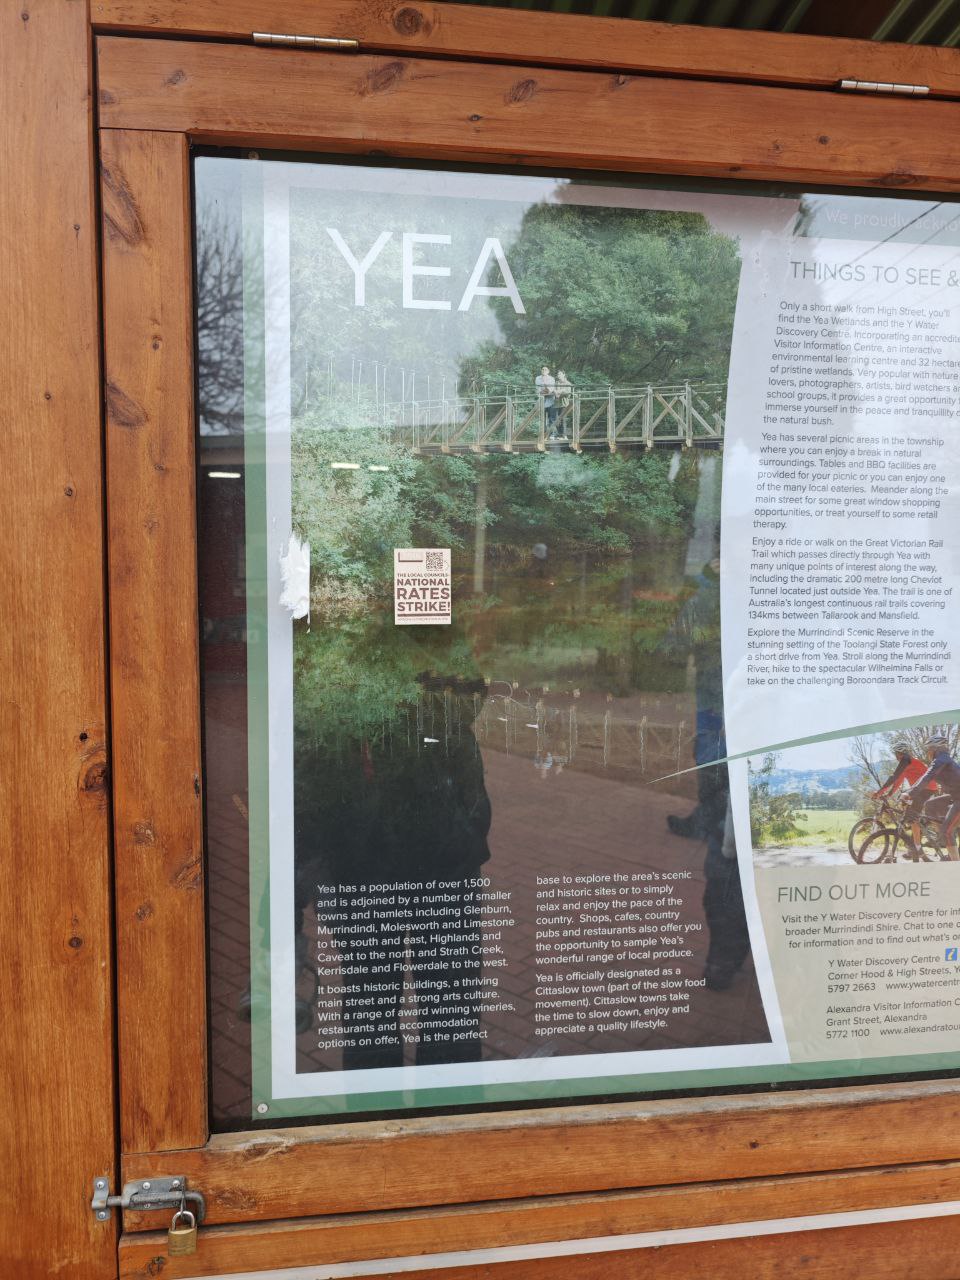 YEA
THE LOCAL COUNCILS
NATIONAL
RATES
STRIKE!
Yea has a population of over 1,500
and is adjoined by a number of smaller
towns and hamlets including Glenburn,
Murrindindi, Molesworth and Limestone
to the south and east, Highlands and
Caveat to the north and Strath Creek,
Kerrisdale and Flowerdale to the west.
It boasts historic buildings, a thriving
main street and a strong arts culture.
With a range of award winning wineries,
restaurants and accommodation
options on offer, Yea is the perfect
base to explore the area's scenic
and historic sites or to simply
relax and enjoy the pace of the
country. Shops, cafes, country
pubs and restaurants also offer you
the opportunity to sample Yea's
wonderful range of local produce.
Yea is officially designated as a
Cittaslow town (part of the slow food
movement). Cittaslow towns take
the time to slow down, enjoy and
appreciate a quality lifestyle.
We proudly ackno
THINGS TO SEE &
Only a short walk from High Street, you'll
find the Yea Wetlands and the Y Water
Discovery Centre. Incorporating an accredite
Visitor Information Centre, an interactive
environmental learning centre and 32 hectare
of pristine wetlands. Very popular with nature
lovers, photographers, artists, bird watchers an
school groups, it provides a great opportunity
immerse yourself in the peace and tranquillity o
the natural bush.
Yea has several picnic areas in the township
where you can enjoy a break in natural
surroundings. Tables and BBQ facilities are
provided for your picnic or you can enjoy one
of the many local eateries. Meander along the
main street for some great window shopping
opportunities, or treat yourself to some retail
therapy.
Enjoy a ride or walk on the Great Victorian Rail
Trail which passes directly through Yea with
many unique points of interest along the way,
including the dramatic 200 metre long Cheviot
Tunnel located just outside Yea. The trail is one of
Australia's longest continuous rail trails covering
134kms between Tallarook and Mansfield.
Explore the Murrindindi Scenic Reserve in the
stunning setting of the Toolangi State Forest only
a short drive from Yea. Stroll along the Murrindindi
River, hike to the spectacular Wilhelmina Falls or
take on the challenging Boroondara Track Circuit.
FIND OUT MORE
Visit the Y Water Discovery Centre for inf
broader Murrindindi Shire. Chat to one o
for information and to find out what's on
Y Water Discovery Centre
Corner Hood & High Streets, Y
5797 2663 www.ywatercentr
Alexandra Visitor Information C
Grant Street, Alexandra
5772 1100 www.alexandratour